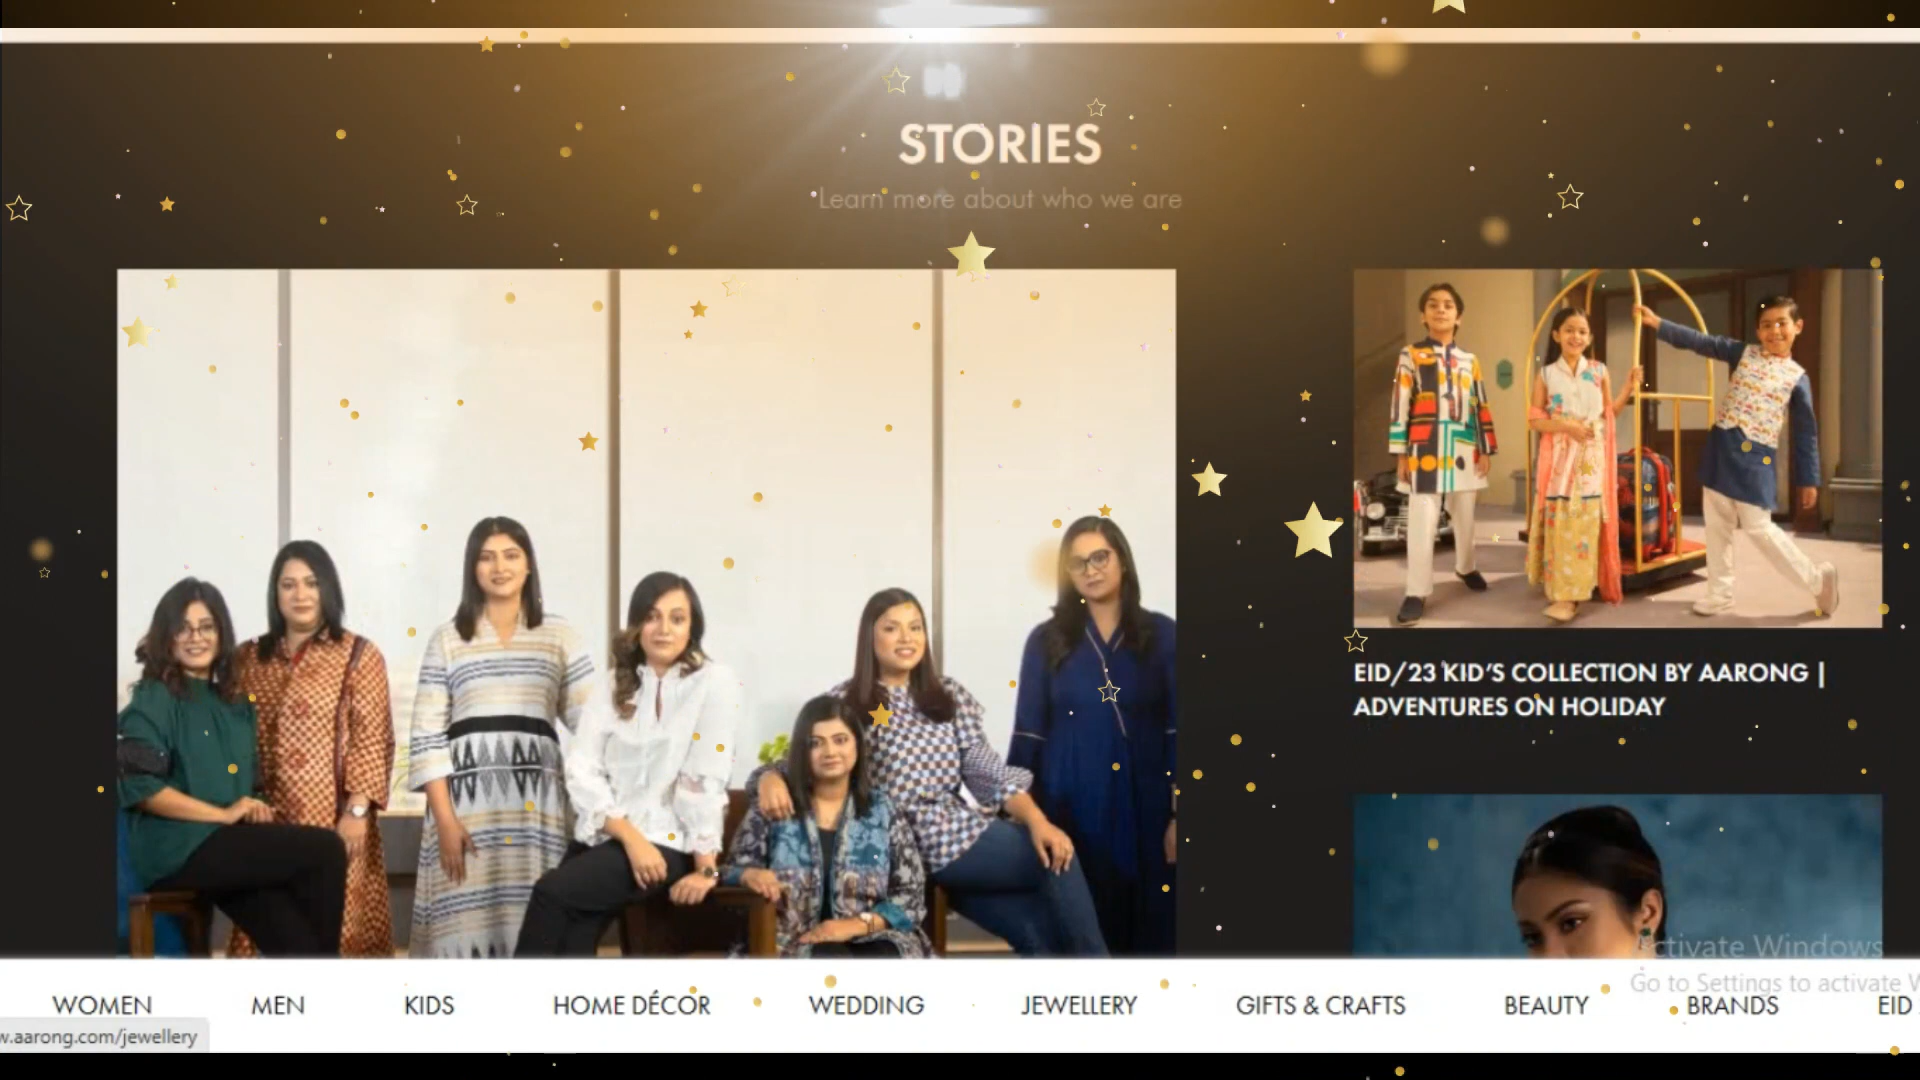 STORIES
Learn more about who we are
EID/23 KID'S COLLECTION BY AARONG |
ADVENTURES ON HOLIDAY
Activate Windows
Go to Settings to activate
WOMEN MEN KIDS HOME DÉCOR WEDDING JEWELLERY GIFTS & CRAFTS BEAUTY BRANDS EID
w.aarong.com/jewellery